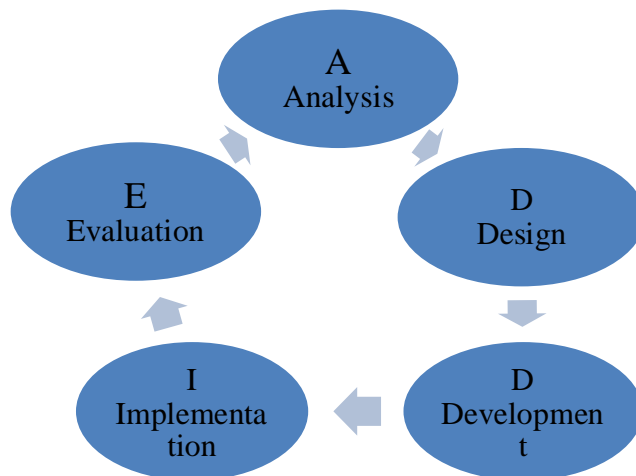 A
Analysis
D
Design
D
Developmen
t
I
Implementa
tion
E
Evaluation